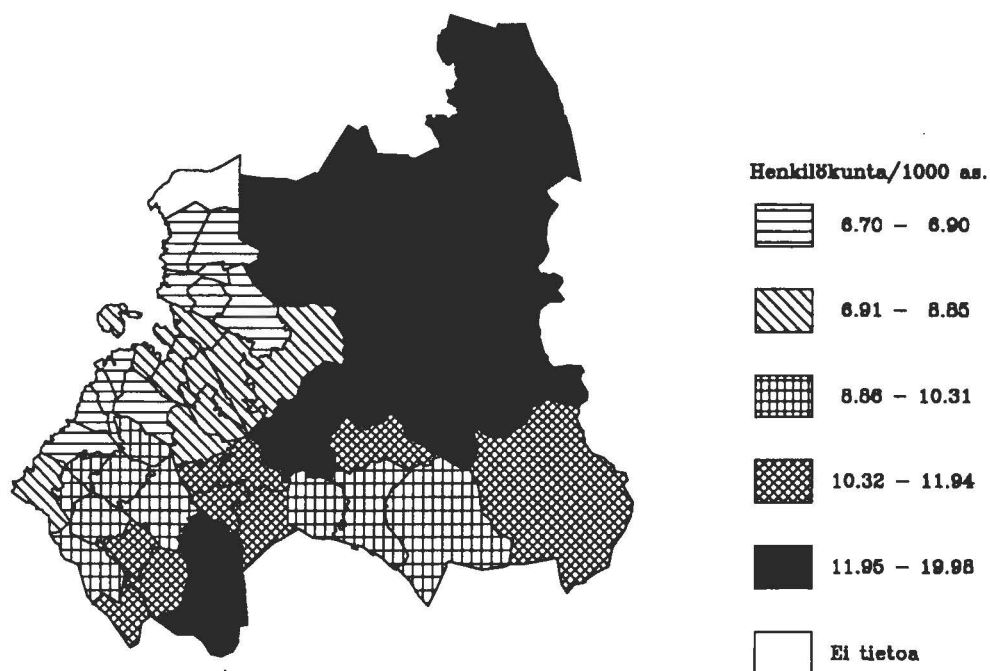 Henkilökunta/1000 as.
6.70 - 6.90
6.91 - 8.85
8.86 - 10.31
10.32 - 11.94
11.95 - 19.98
Ei tietoa